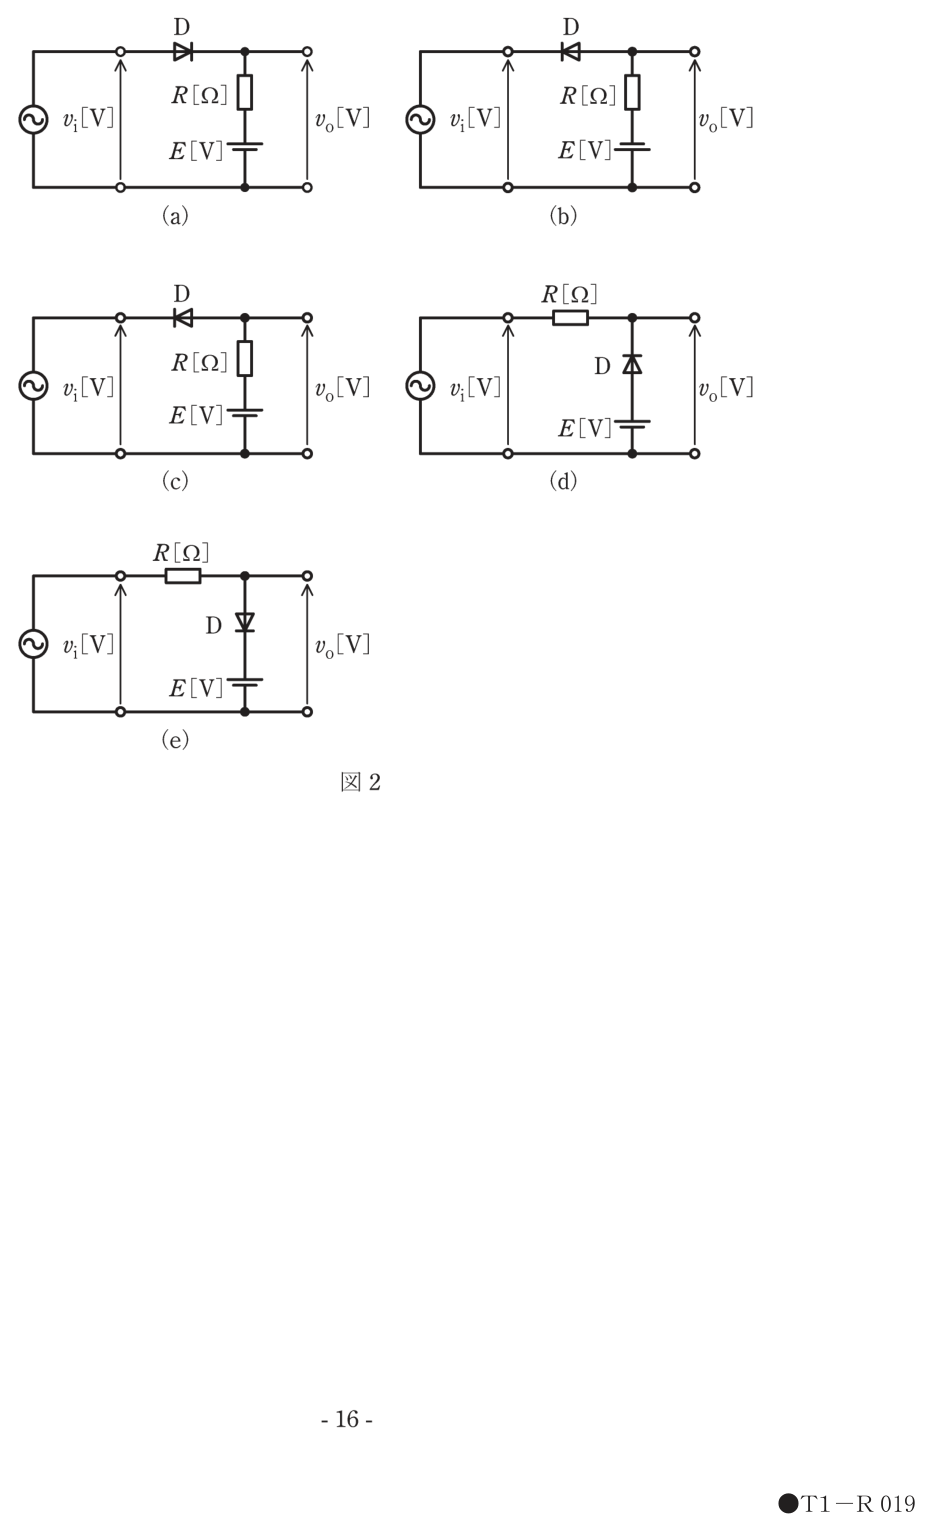 D
R[Ω]
vi[V]
vo[V]
E[V]
(a)
D
R[Ω]
vi[V]
vo[V]
E[V]
(b)
D
R[Ω]
vi[V]
vo[V]
E[V]
(c)
R[Ω]
D
vi[V]
vo[V]
E[V]
(d)
R[Ω]
D
vi[V]
vo[V]
E[V]
(e)
図 2
- 16 -
●T1－R 019